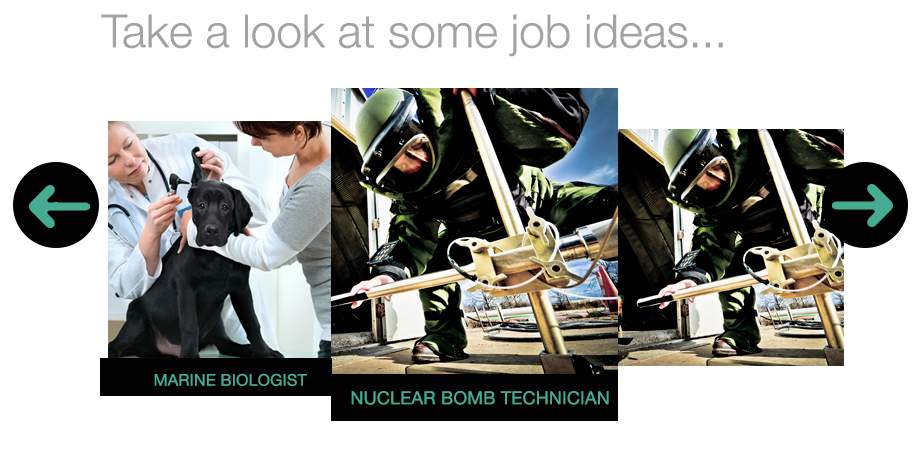 Take a look at some job ideas...
MARINE BIOLOGIST
NUCLEAR BOMB TECHNICIAN